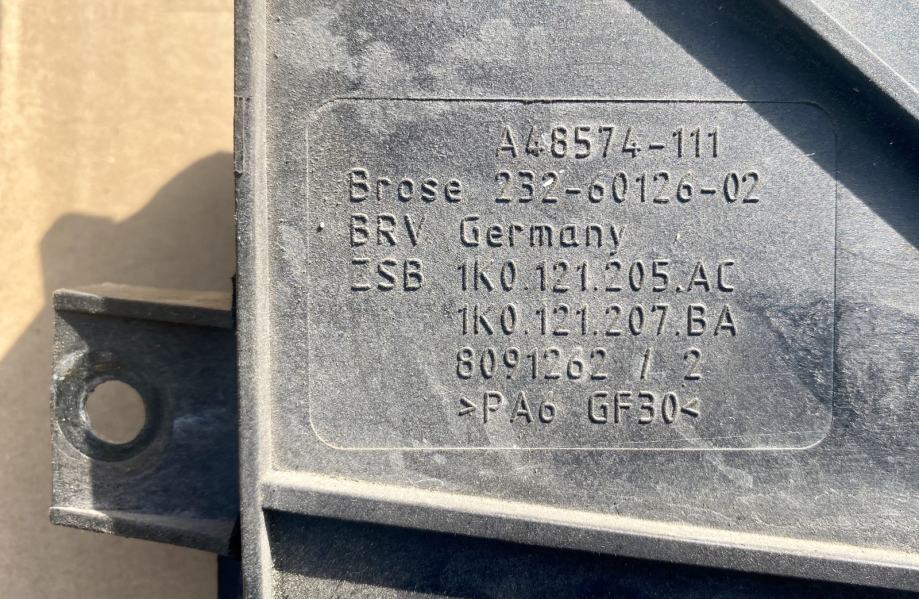 A48574-111
Brose 232-60126-02
BRV Germany
ZSB 1K0.121.205.AC
1K0.121.207.BA
8091262 / 2
>PA6 GF30<